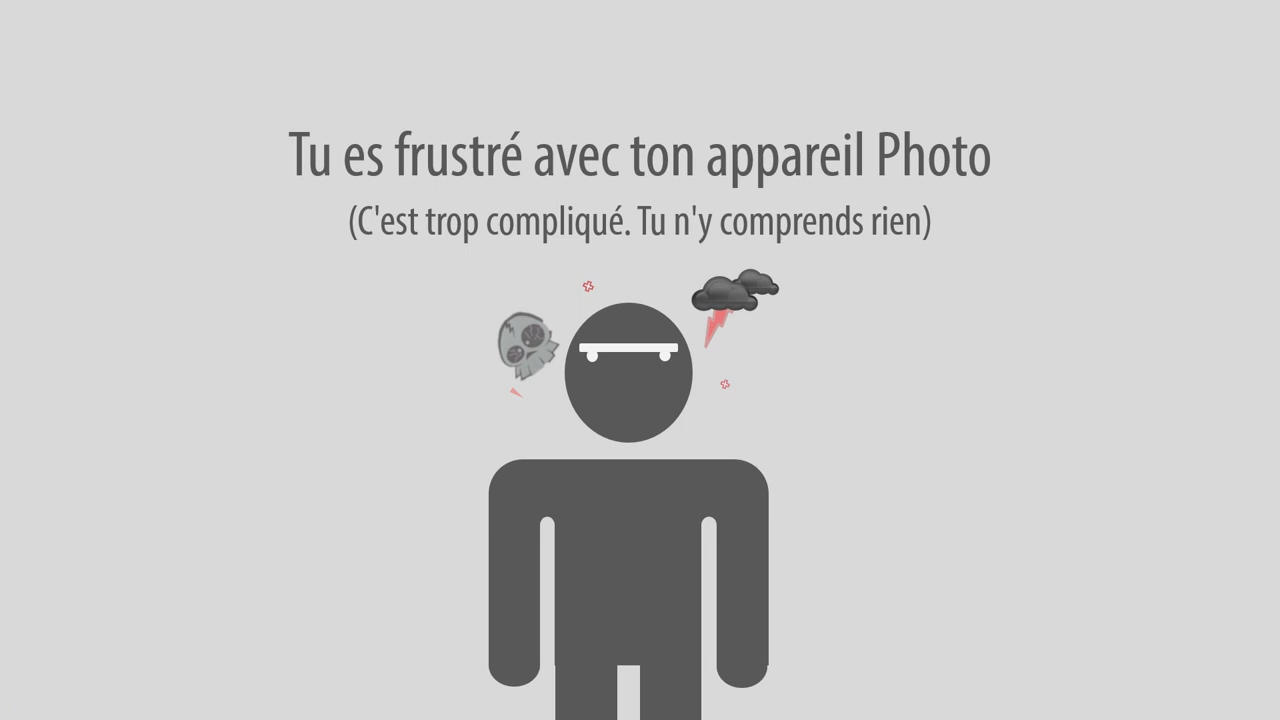 Tu es frustré avec ton appareil Photo
(C'est trop compliqué. Tu n'y comprends rien)